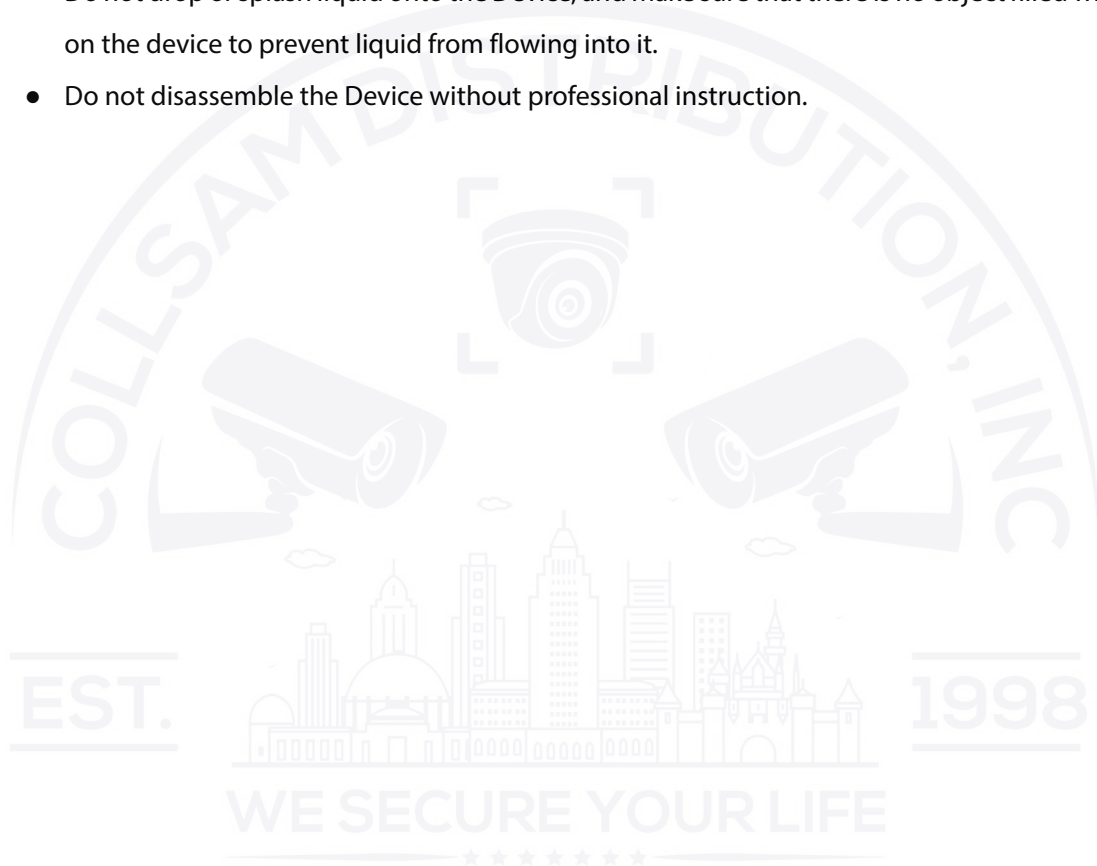 on the device to prevent liquid from flowing into it.
● Do not disassemble the Device without professional instruction.
COLLSAM DISTRIBUTION, INC
EST.
1998
WE SECURE YOUR LIFE